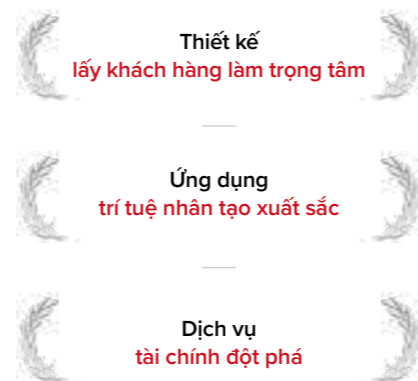 Thiết kế
lấy khách hàng làm trọng tâm
Ứng dụng
trí tuệ nhân tạo xuất sắc
Dịch vụ
tài chính đột phá